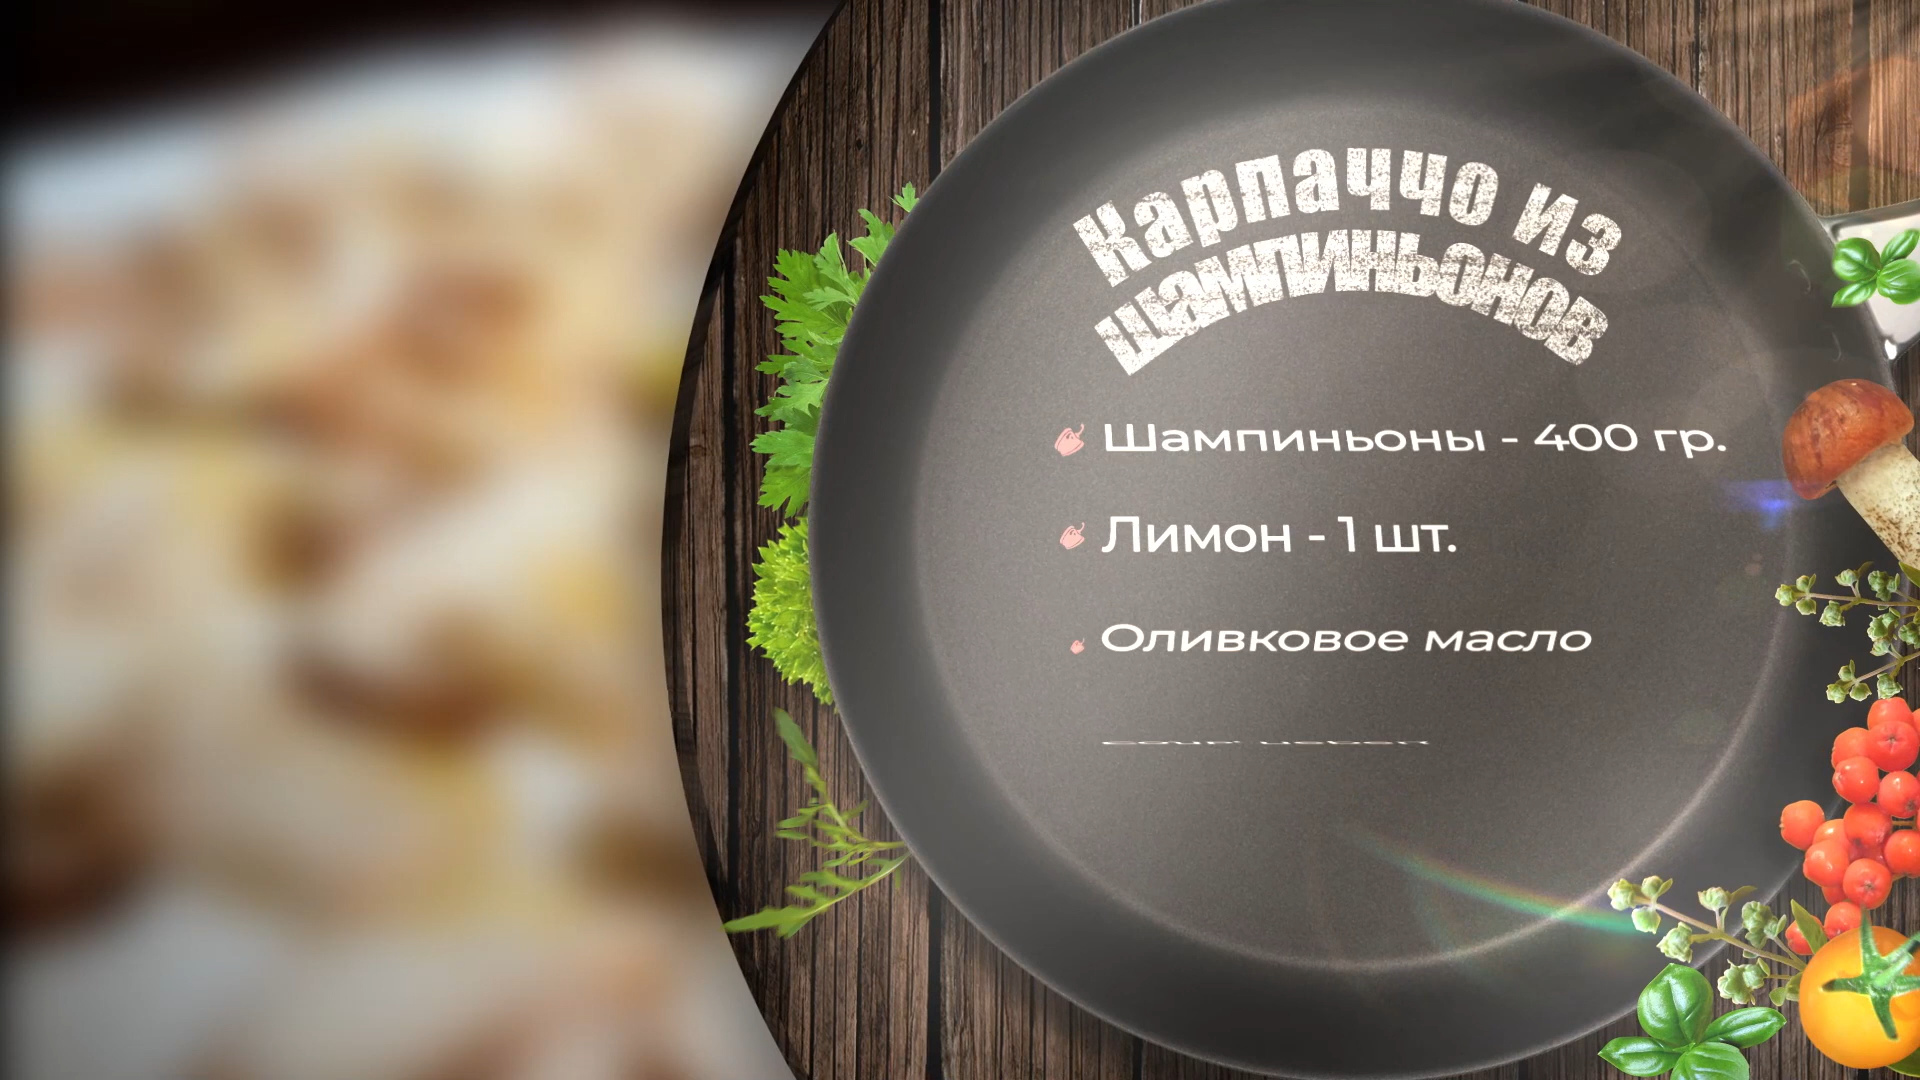 Карпаччо из
шампиньонов
Шампиньоны - 400 гр.
Лимон - 1 шт.
Оливковое масло